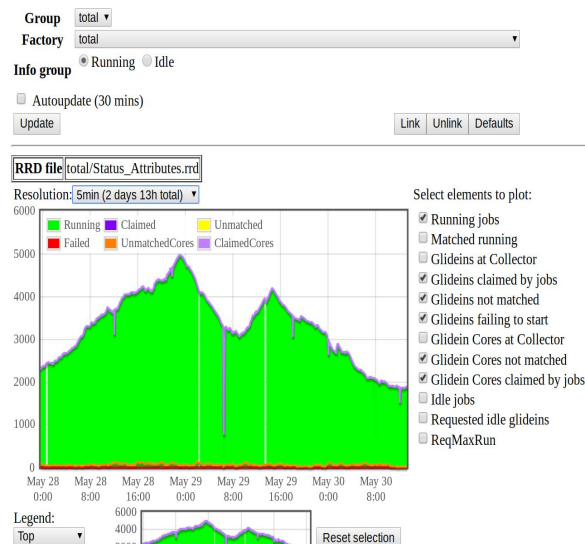 Group total
Factory total
Info group Running Idle
Autoupdate (30 mins)
Update Link Unlink Defaults
RRD file total/Status_Attributes.rrd
Resolution: 5min (2 days 13h total)
Select elements to plot:
6000
Running Claimed Unmatched
Failed UnmatchedCores ClaimedCores
5000
4000
3000
2000
1000
0
May 28 May 28 May 28 May 29 May 29 May 29 May 30 May 30
0:00 8:00 16:00 0:00 8:00 16:00 0:00 8:00
Running jobs
Matched running
Glideins at Collector
Glideins claimed by jobs
Glideins not matched
Glideins failing to start
Glidein Cores at Collector
Glidein Cores not matched
Glidein Cores claimed by jobs
Idle jobs
Requested idle glideins
ReqMaxRun
Legend:
Top
6000
4000
Reset selection